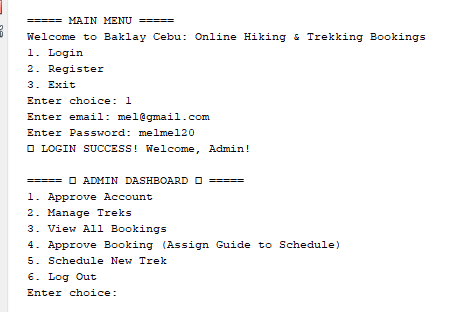 ===== MAIN MENU =====
Welcome to Baklay Cebu: Online Hiking & Trekking Bookings
1. Login
2. Register
3. Exit
Enter choice: 1
Enter email: mel@gmail.com
Enter Password: melmel20
▯ LOGIN SUCCESS! Welcome, Admin!
===== ▯ ADMIN DASHBOARD ▯ =====
1. Approve Account
2. Manage Treks
3. View All Bookings
4. Approve Booking (Assign Guide to Schedule)
5. Schedule New Trek
6. Log Out
Enter choice: